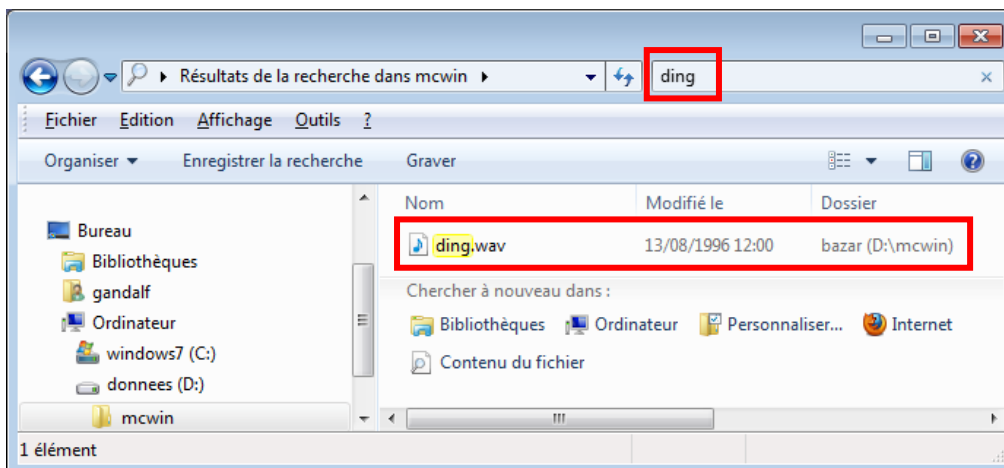 Résultats de la recherche dans mcwin
ding
Fichier Edition Affichage Outils ?
Organiser Enregistrer la recherche Graver
Nom Modifié le Dossier
ding.wav 13/08/1996 12:00 bazar (D:\mcwin)
Chercher à nouveau dans :
Bibliothèques Ordinateur Personnaliser... Internet
Contenu du fichier
Bureau
Bibliothèques
gandalf
Ordinateur
windows7 (C:)
donnees (D:)
mcwin
1 élément